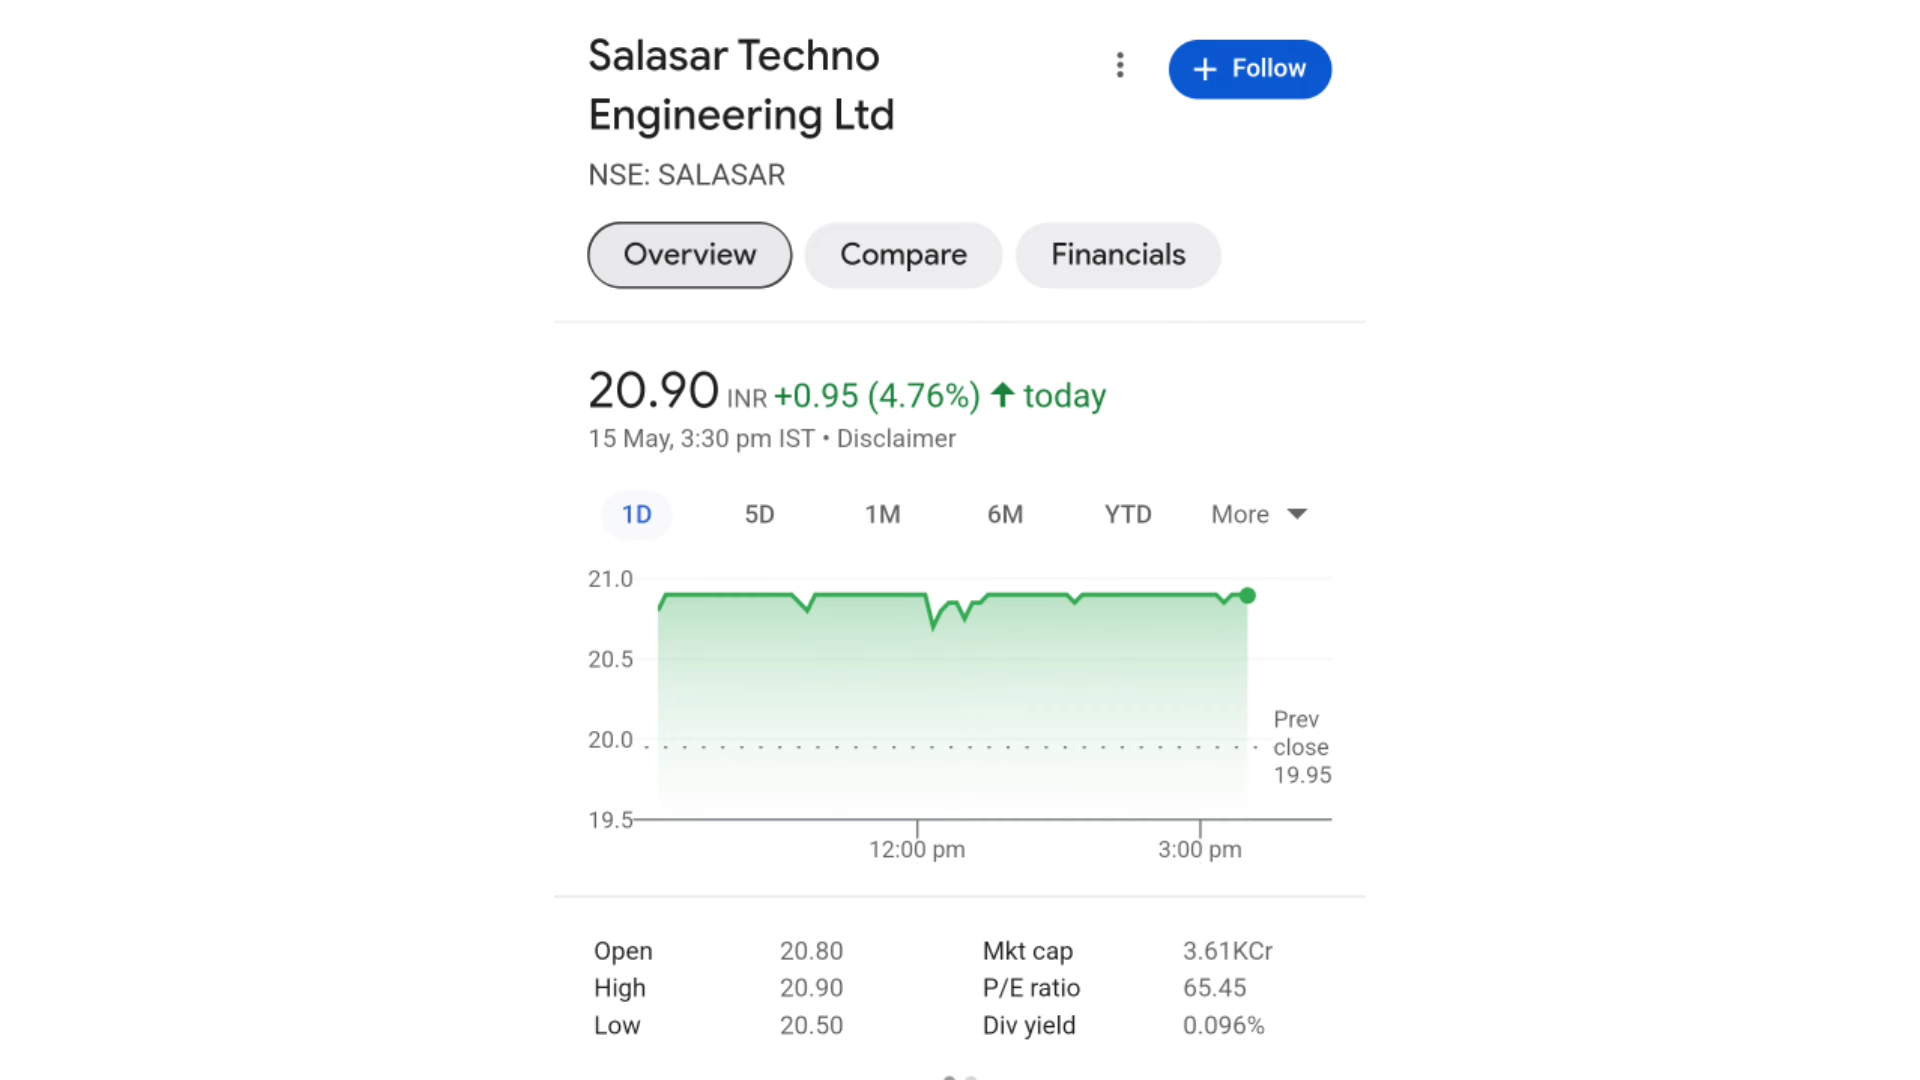 Salasar Techno
Engineering Ltd
+ Follow
NSE: SALASAR
Overview Compare Financials
20.90 INR +0.95 (4.76%) ↑ today
15 May, 3:30 pm IST • Disclaimer
1D 5D 1M 6M YTD More
21.0
20.5
20.0
19.5
Prev
close
19.95
12:00 pm 3:00 pm
Open 20.80 Mkt cap 3.61KCr
High 20.90 P/E ratio 65.45
Low 20.50 Div yield 0.096%